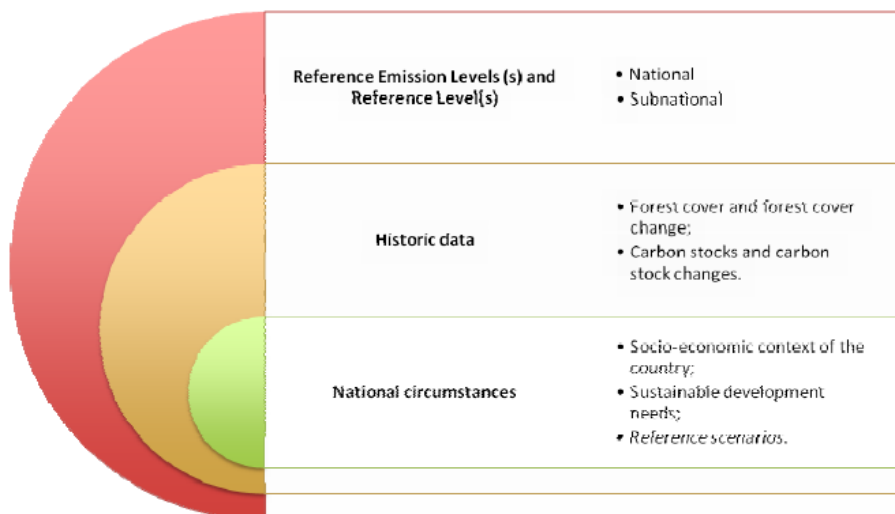 Reference Emission Levels (s) and
Reference Level(s)
• National
• Subnational
Historic data
• Forest cover and forest cover
change;
• Carbon stocks and carbon
stock changes.
National circumstances
• Socio-economic context of the
country;
• Sustainable development
needs;
• Reference scenarios.